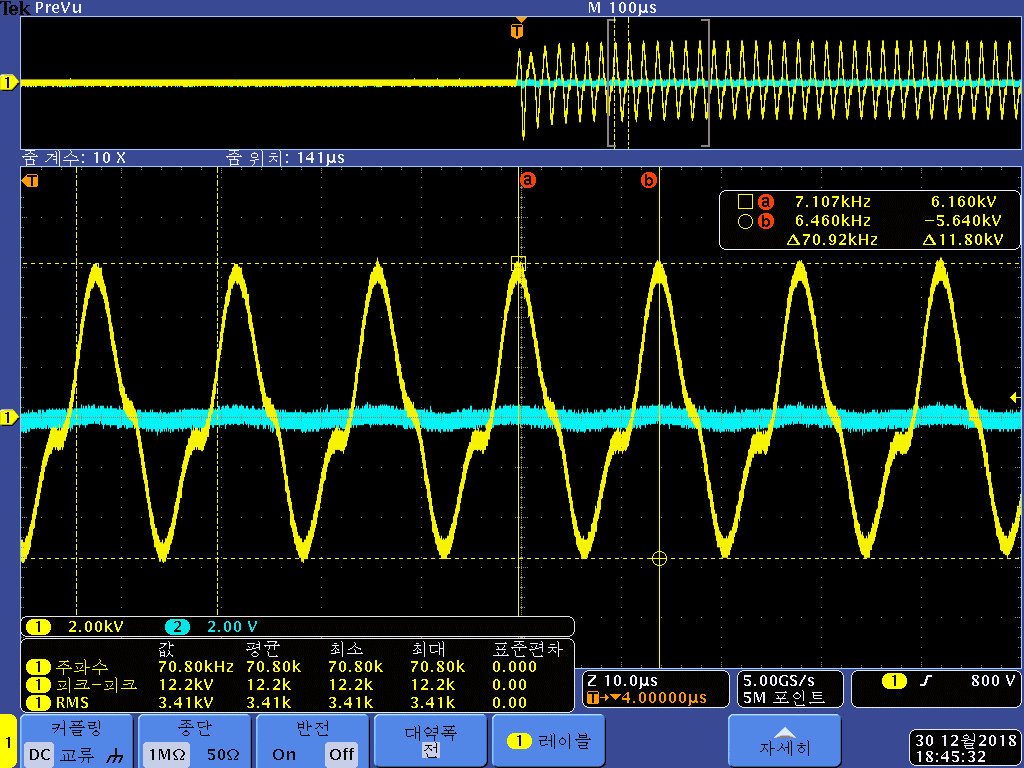 Tek PreVu M 100μs
T
1
줌 계수: 10 X 줌 위치: 141μs
T a b
a 7.107kHz 6.160kV
b 6.460kHz −5.640kV
Δ70.92kHz Δ11.80kV
1
1 2.00kV 2 2.00 V
값 평균 최소 최대 표준편차
1 주파수 70.80kHz 70.80k 70.80k 70.80k 0.000
1 피크-피크 12.2kV 12.2k 12.2k 12.2k 0.00
1 RMS 3.41kV 3.41k 3.41k 3.41k 0.00
Z 10.0μs
T→▼4.00000μs
5.00GS/s
5M 포인트
1 800 V
1
커플링
DC 교류
종단
1MΩ 50Ω
반전
On Off
대역폭
전
1 레이블
자세히
30 12월2018
18:45:32